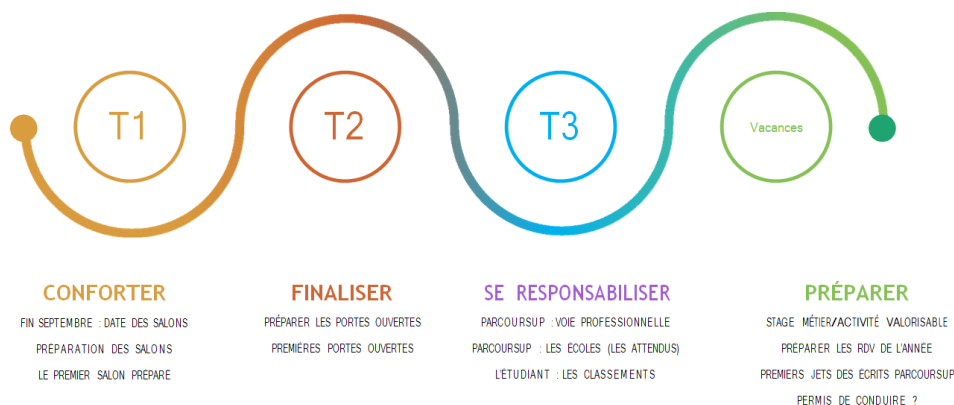 T1
T2
T3
Vacances
CONFORTER
FIN SEPTEMBRE : DATE DES SALONS
PRÉPARATION DES SALONS
LE PREMIER SALON PRÉPARÉ
FINALISER
PRÉPARER LES PORTES OUVERTES
PREMIÈRES PORTES OUVERTES
SE RESPONSABILISER
PARCOURSUP : VOIE PROFESSIONNELLE
PARCOURSUP : LES ÉCOLES (LES ATTENDUS)
L'ÉTUDIANT : LES CLASSEMENTS
PRÉPARER
STAGE MÉTIER/ACTIVITÉ VALORISABLE
PRÉPARER LES RDV DE L'ANNÉE
PREMIERS JETS DES ÉCRITS PARCOURSUP
PERMIS DE CONDUIRE ?